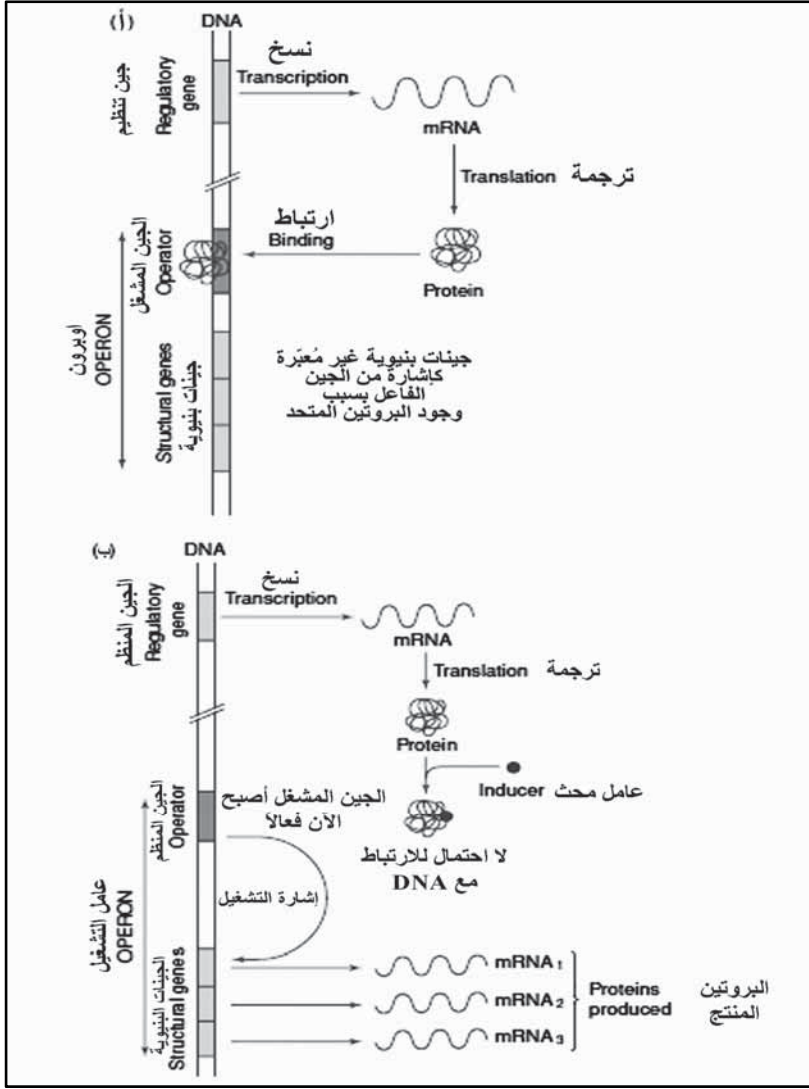 (أ)
DNA
جين تنظيم
Regulatory
gene
نسخ
Transcription
mRNA
Translation ترجمة
Protein
ارتباط
Binding
الجين المشغل
Operator
اوبرون
OPERON
Structural genes
جينات بنيوية
جينات بنيوية غير مُعبّرة
كإشارة من الجين
الفاعل بسبب
وجود البروتين المتحد
(ب)
DNA
الجين المنظم
Regulatory
gene
نسخ
Transcription
mRNA
Translation ترجمة
Protein
Inducer عامل محث
لا احتمال للارتباط
مع DNA
الجين المنظم
Operator
الجين المشغل أصبح
الآن فعالاً
إشارة التشغيل
عامل التشغيل
OPERON
الجينات البنيوية
Structural genes
mRNA1
mRNA2
mRNA3
Proteins
produced
البروتين
المنتج